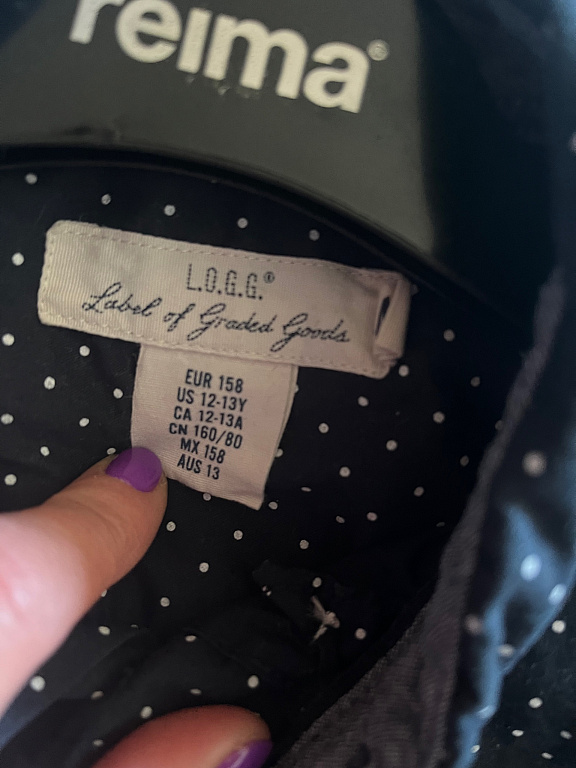 reima®
L.O.G.G.®
Label of Graded Goods
EUR 158
US 12-13Y
CA 12-13A
CN 160/80
MX 158
AUS 13